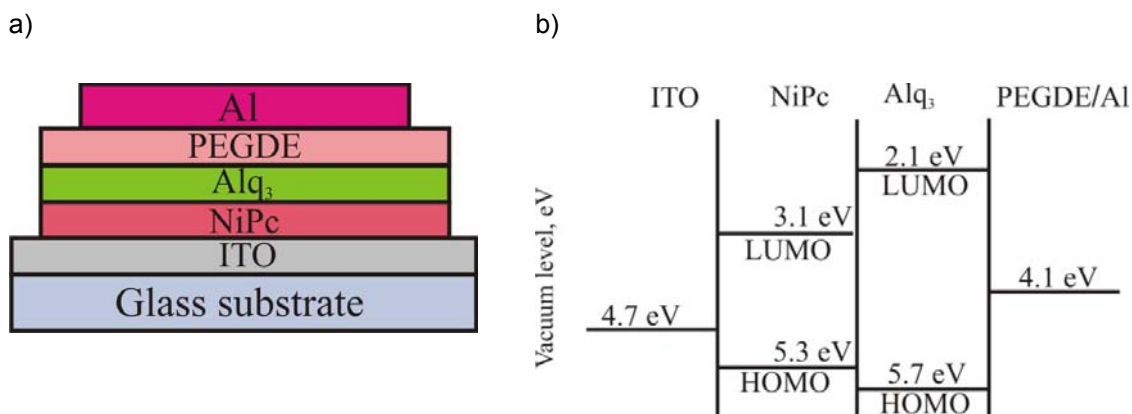 a)
Al
PEGDE
Alq₃
NiPc
ITO
Glass substrate
b)
ITO NiPc Alq₃ PEGDE/Al
Vacuum level, eV
2.1 eV
LUMO
3.1 eV
LUMO
4.1 eV
4.7 eV
5.3 eV
HOMO
5.7 eV
HOMO